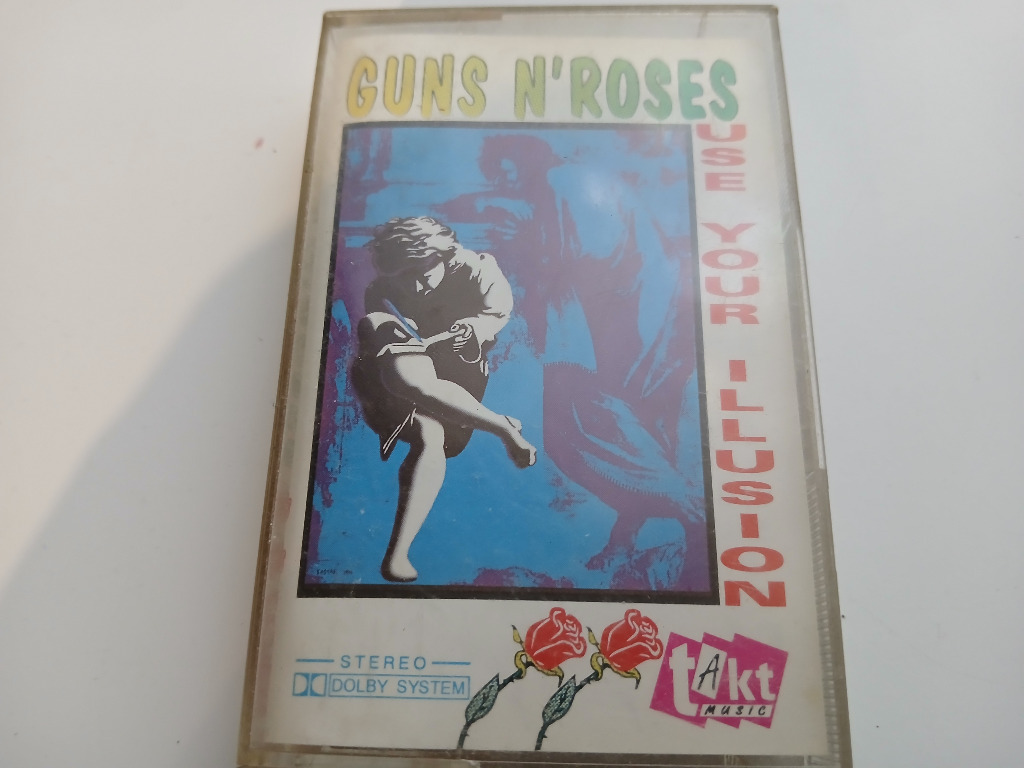 GUNS N'ROSES
USE YOUR ILLUSION
STEREO
DOLBY SYSTEM
tAkt
MUSIC